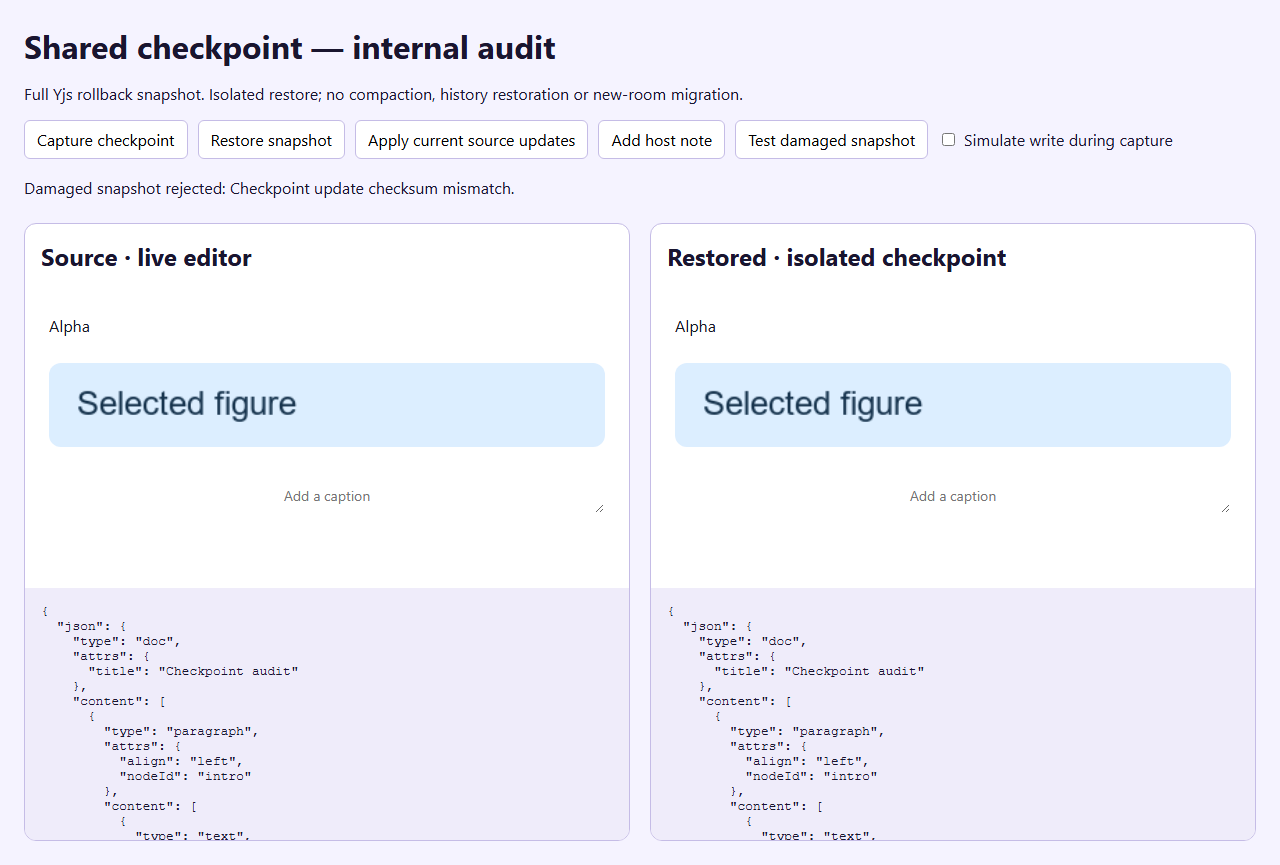 Shared checkpoint — internal audit
Full Yjs rollback snapshot. Isolated restore; no compaction, history restoration or new-room migration.
Capture checkpoint Restore snapshot Apply current source updates Add host note Test damaged snapshot Simulate write during capture
Damaged snapshot rejected: Checkpoint update checksum mismatch.
Source · live editor
Alpha
Selected figure
Add a caption
{
  "json": {
    "type": "doc",
    "attrs": {
      "title": "Checkpoint audit"
    },
    "content": [
      {
        "type": "paragraph",
        "attrs": {
          "align": "left",
          "nodeId": "intro"
        },
        "content": [
          {
            "type": "text",
Restored · isolated checkpoint
Alpha
Selected figure
Add a caption
{
  "json": {
    "type": "doc",
    "attrs": {
      "title": "Checkpoint audit"
    },
    "content": [
      {
        "type": "paragraph",
        "attrs": {
          "align": "left",
          "nodeId": "intro"
        },
        "content": [
          {
            "type": "text",